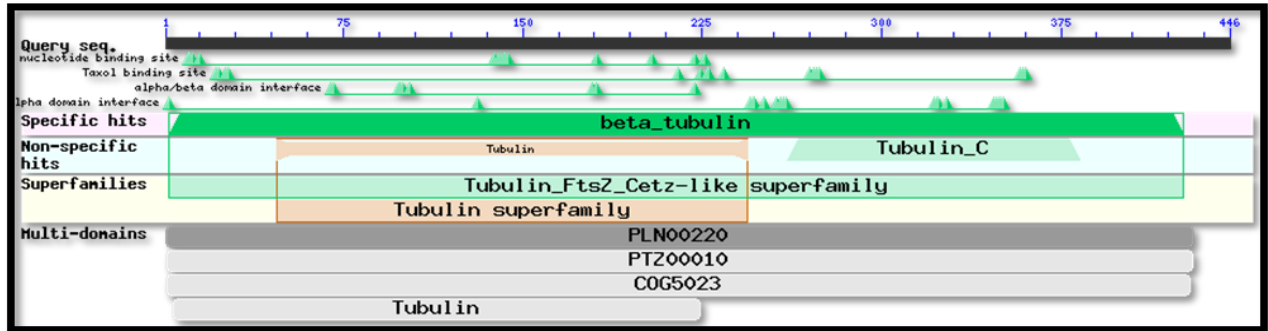 1 75 150 225 300 375 446
Query seq.
nucleotide binding site
Taxol binding site
alpha/beta domain interface
lpha domain interface
Specific hits beta_tubulin
Non-specific hits Tubulin Tubulin_C
Superfamilies Tubulin_FtsZ_Cetz-like superfamily
Tubulin superfamily
Multi-domains PLN00220
PTZ00010
COG5023
Tubulin